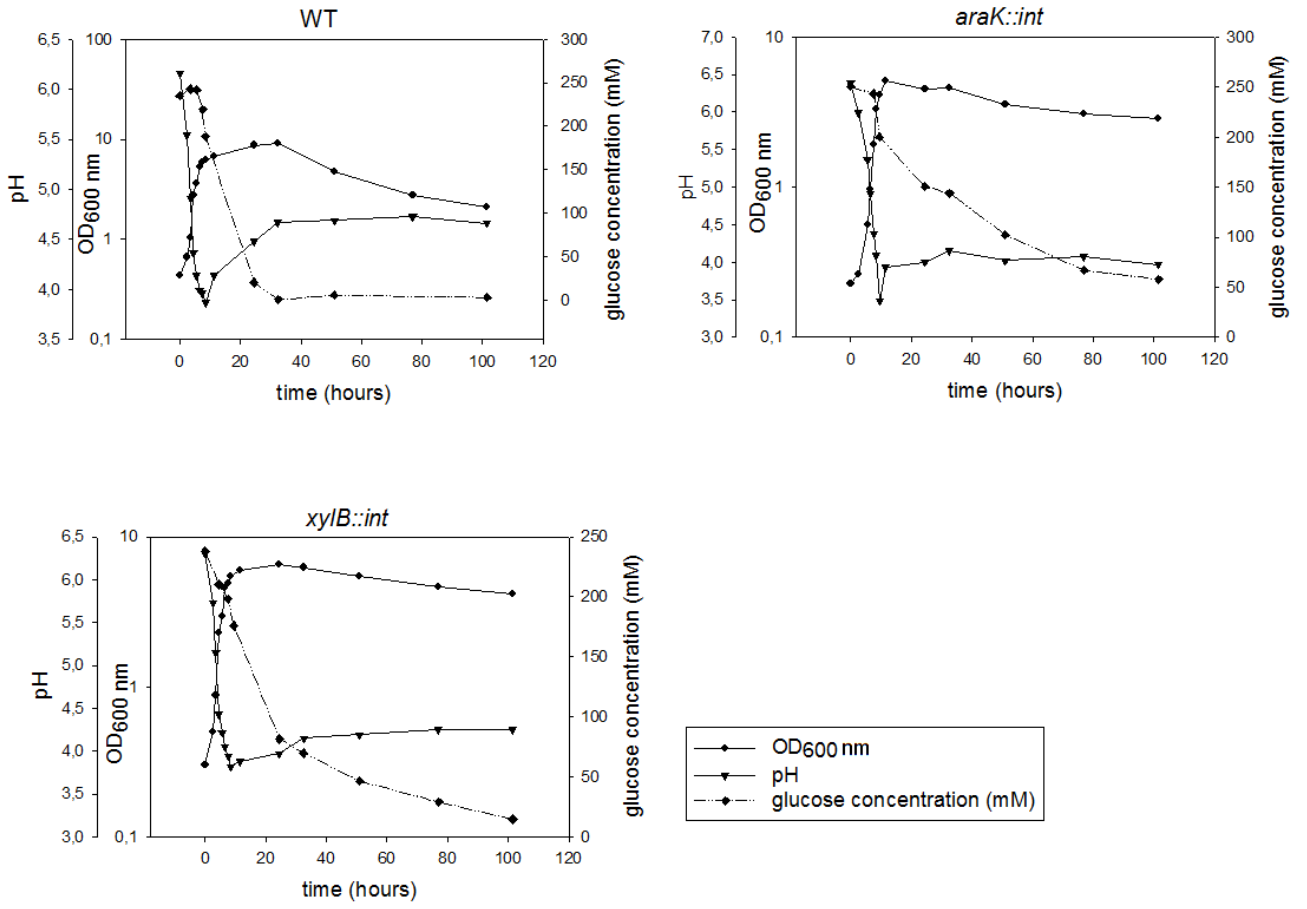 WT
6,5
6,0
5,5
5,0
4,5
4,0
3,5
pH
100
10
1
0,1
OD600 nm
300
250
200
150
100
50
0
glucose concentration (mM)
0 20 40 60 80 100 120
time (hours)
araK::int
7,0
6,5
6,0
5,5
5,0
4,5
4,0
3,5
3,0
pH
10
1
0,1
OD600 nm
300
250
200
150
100
50
0
glucose concentration (mM)
0 20 40 60 80 100 120
time (hours)
xylB::int
6,5
6,0
5,5
5,0
4,5
4,0
3,5
3,0
pH
10
1
0,1
OD600 nm
250
200
150
100
50
0
glucose concentration (mM)
0 20 40 60 80 100 120
time (hours)
OD600 nm
pH
glucose concentration (mM)